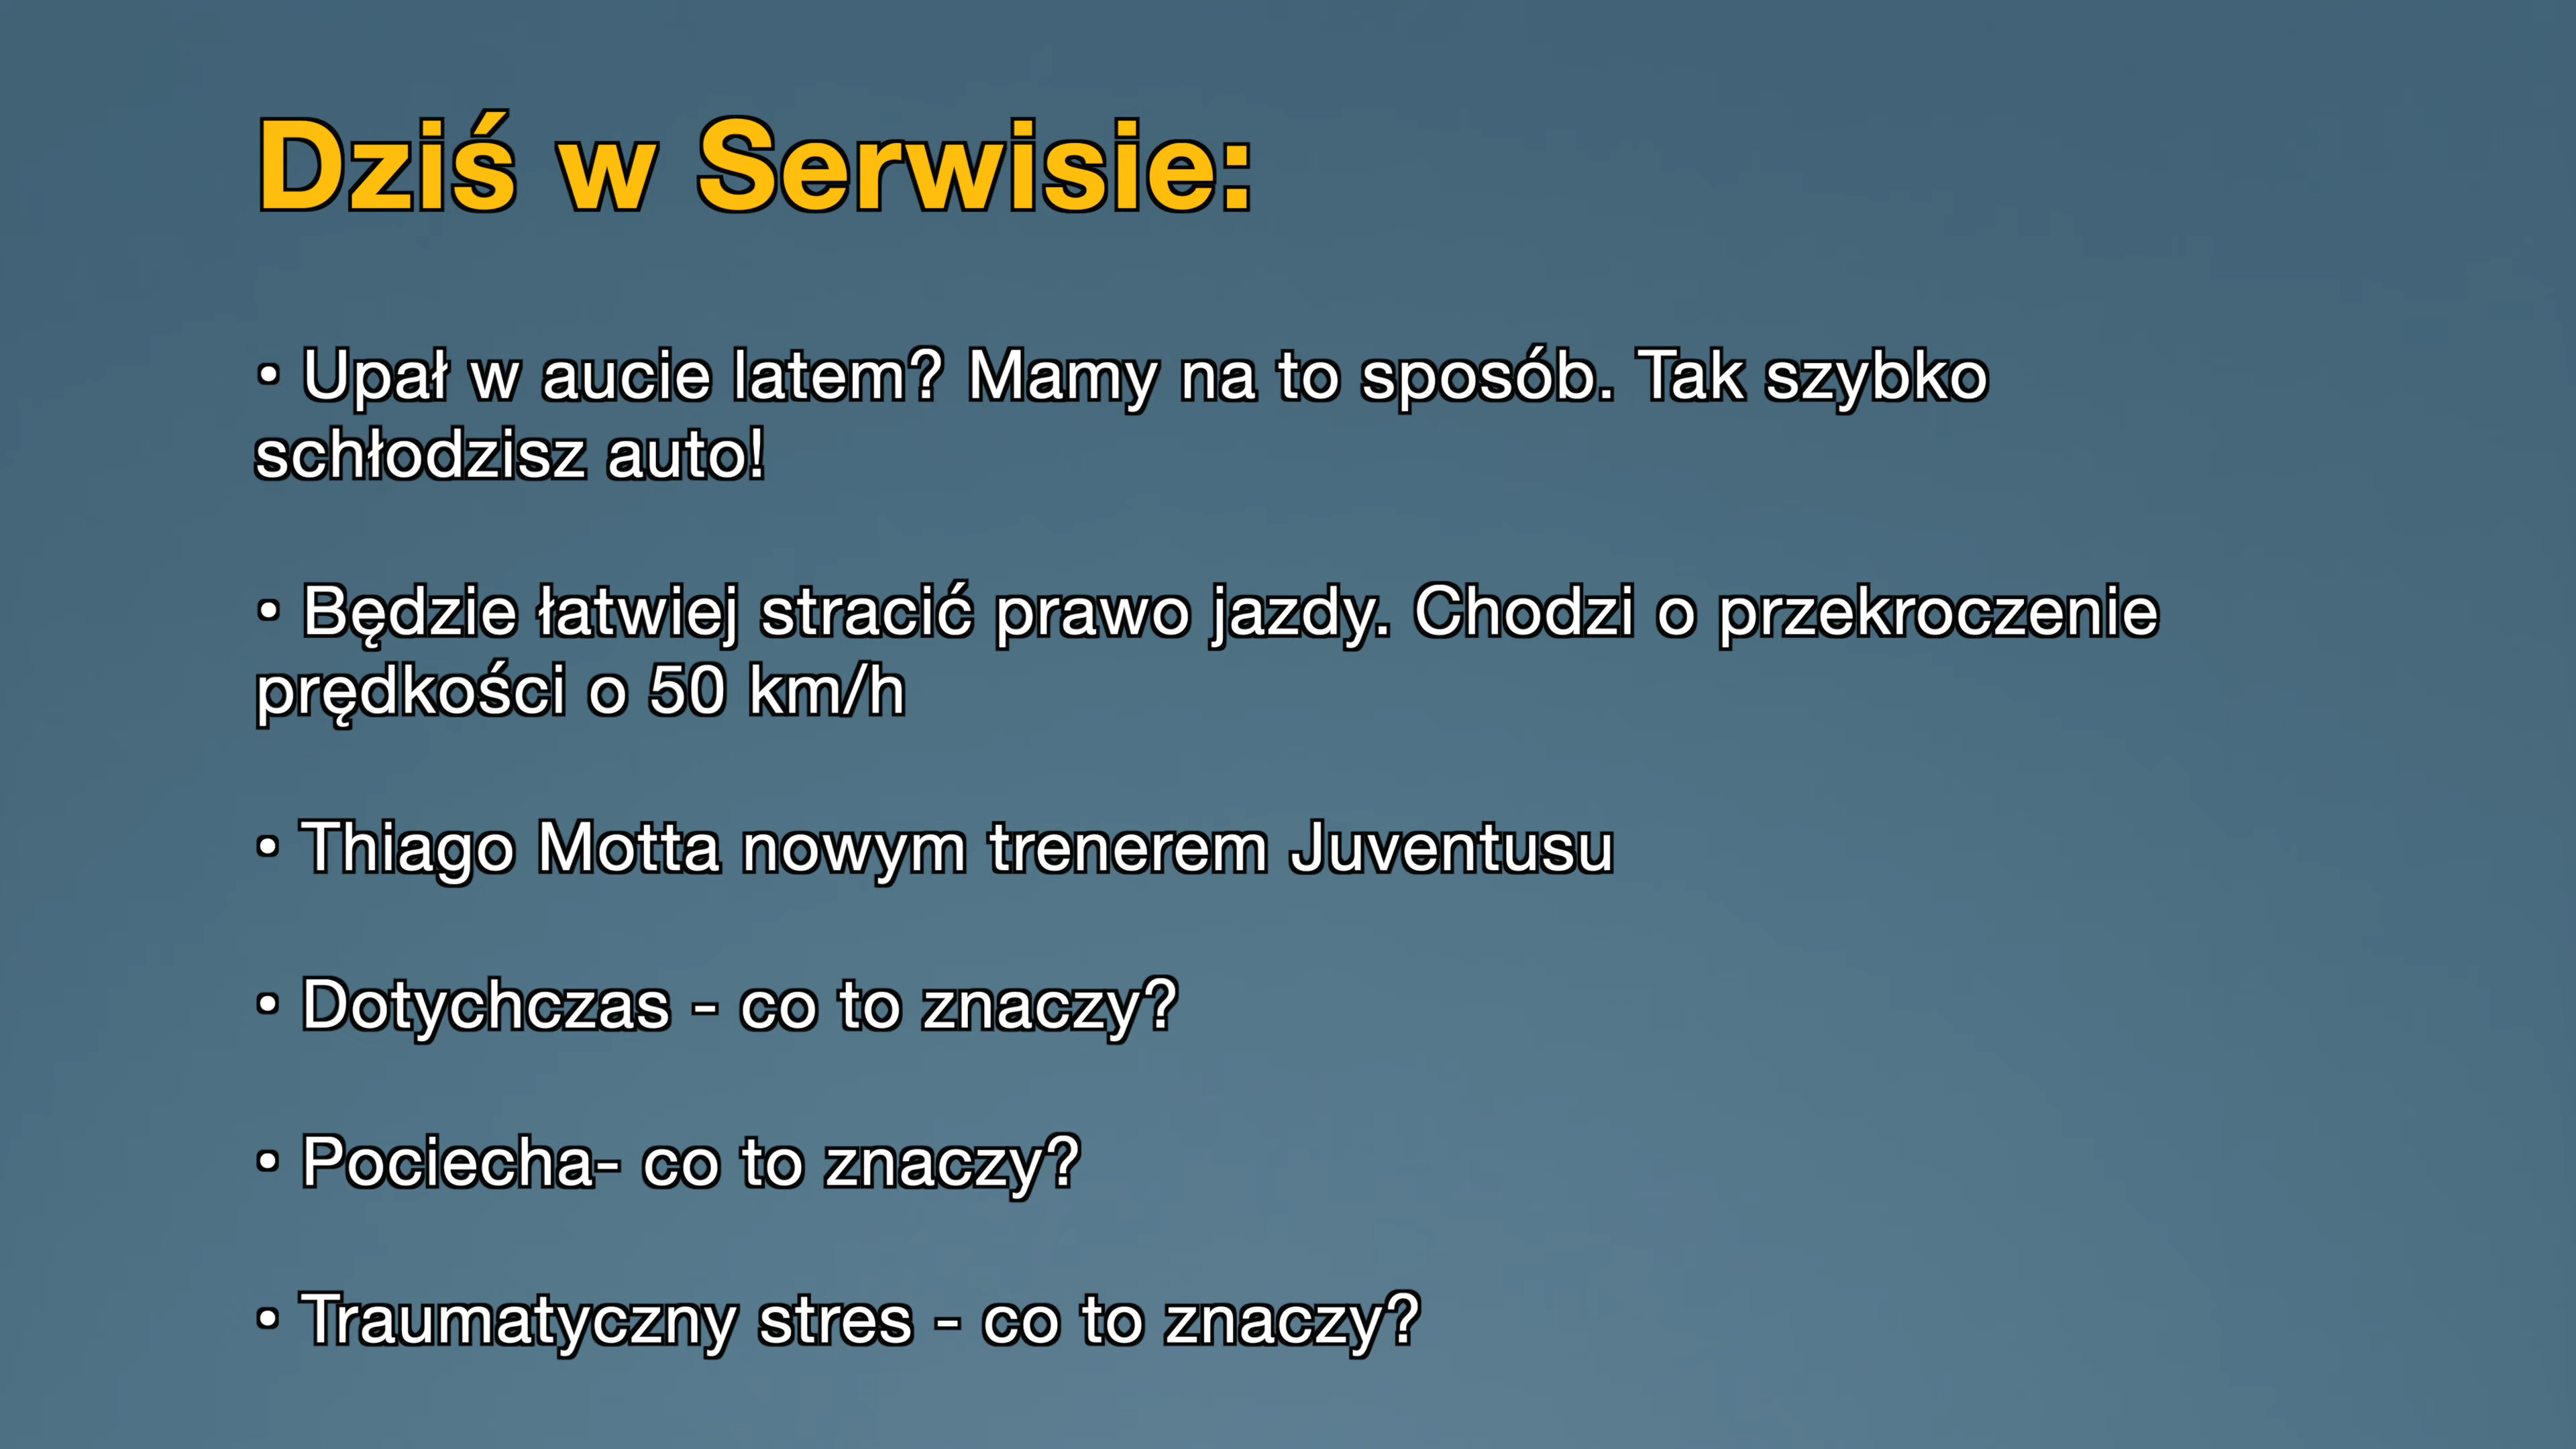 Dziś w Serwisie:
• Upał w aucie latem? Mamy na to sposób. Tak szybko
schłodzisz auto!
• Będzie łatwiej stracić prawo jazdy. Chodzi o przekroczenie
prędkości o 50 km/h
• Thiago Motta nowym trenerem Juventusu
• Dotychczas - co to znaczy?
• Pociecha- co to znaczy?
• Traumatyczny stres - co to znaczy?